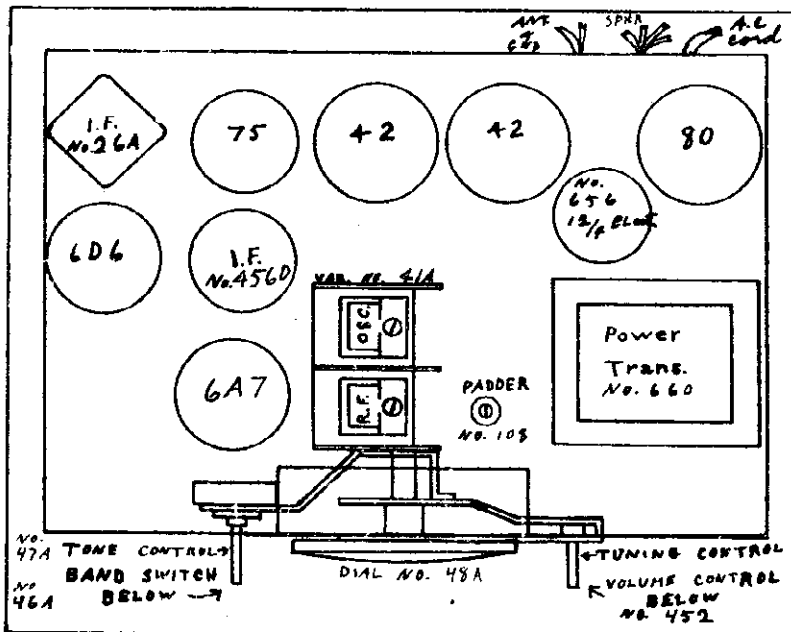 ANT
GND
SPKR
A.C
cord
I.F.
No.26A
75
42
42
80
No.
656
6D6
I.F.
No.456D
VAR. NO. 41A
OSC.
R.F.
6A7
PADDER
NO. 108
Power
Trans.
No. 660
No.
47A TONE CONTROL
BAND SWITCH
No
46A BELOW
DIAL NO. 48A
TUNING CONTROL
VOLUME CONTROL
BELOW
NO. 452